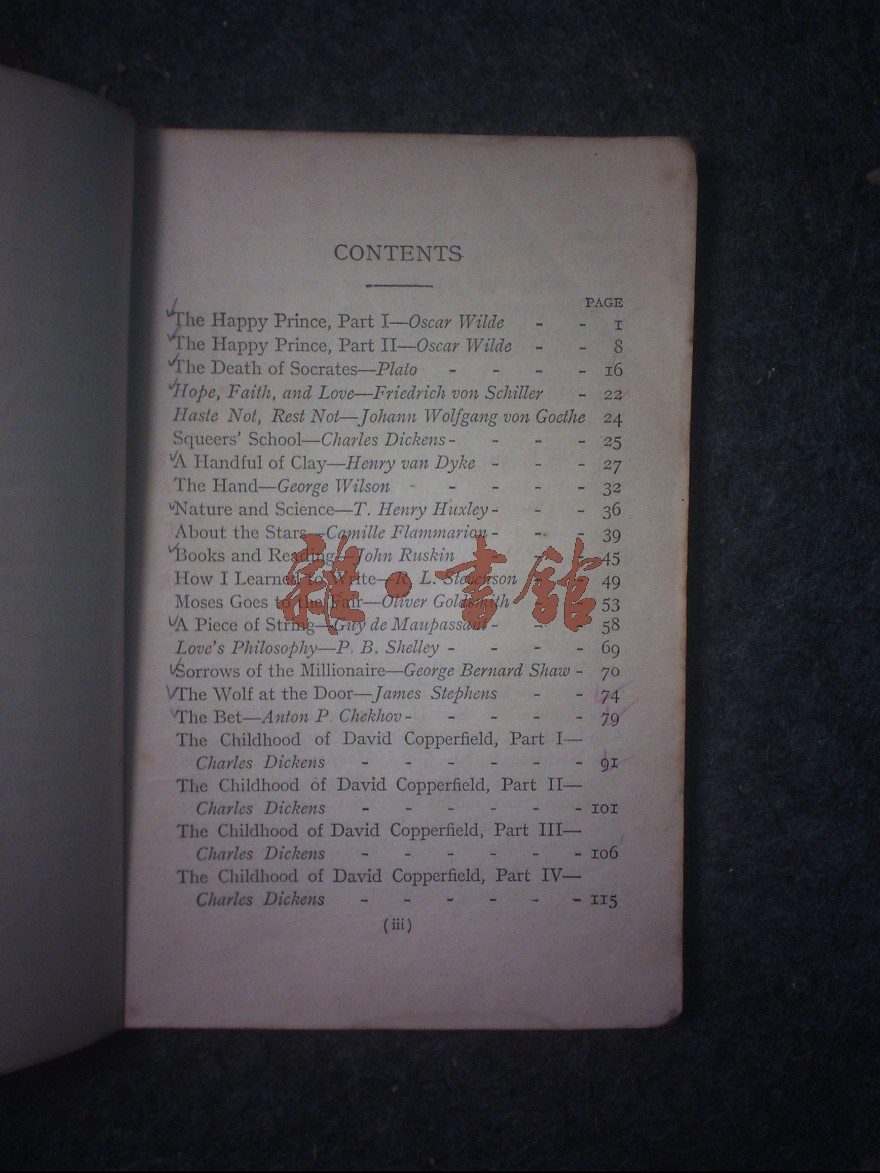 CONTENTS
PAGE
The Happy Prince, Part I—Oscar Wilde - - 1
The Happy Prince, Part II—Oscar Wilde - - 8
The Death of Socrates—Plato - - - - 16
Hope, Faith, and Love—Friedrich von Schiller - 22
Haste Not, Rest Not—Johann Wolfgang von Goethe 24
Squeers' School—Charles Dickens - - - - 25
A Handful of Clay—Henry van Dyke - - - 27
The Hand—George Wilson - - - - - 32
Nature and Science—T. Henry Huxley - - - 36
About the Stars—Camille Flammarion - - - 39
Books and Reading—John Ruskin - - - 45
How I Learned to Write—R. L. Stevenson - - 49
Moses Goes to the Fair—Oliver Goldsmith - - 53
A Piece of String—Guy de Maupassant - - - 58
Love's Philosophy—P. B. Shelley - - - - 69
Sorrows of the Millionaire—George Bernard Shaw - 70
The Wolf at the Door—James Stephens - - 74
The Bet—Anton P. Chekhov - - - - - 79
The Childhood of David Copperfield, Part I—
Charles Dickens - - - - - - 91
The Childhood of David Copperfield, Part II—
Charles Dickens - - - - - - 101
The Childhood of David Copperfield, Part III—
Charles Dickens - - - - - - 106
The Childhood of David Copperfield, Part IV—
Charles Dickens - - - - - - 115
(iii)
雜·書館